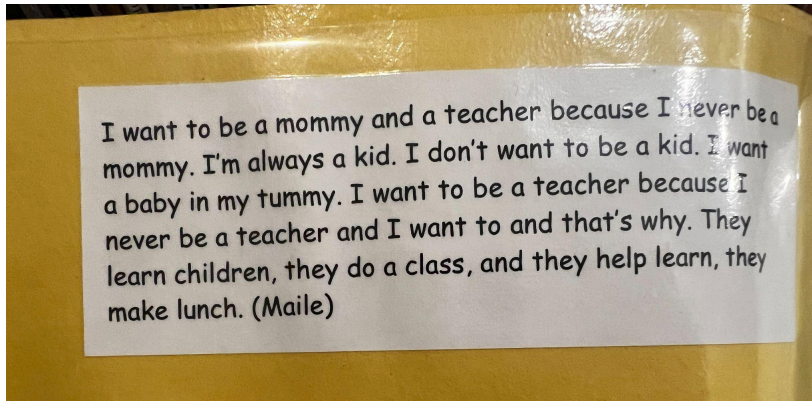 I want to be a mommy and a teacher because I never be a
mommy. I'm always a kid. I don't want to be a kid. I want
a baby in my tummy. I want to be a teacher because I
never be a teacher and I want to and that's why. They
learn children, they do a class, and they help learn, they
make lunch. (Maile)